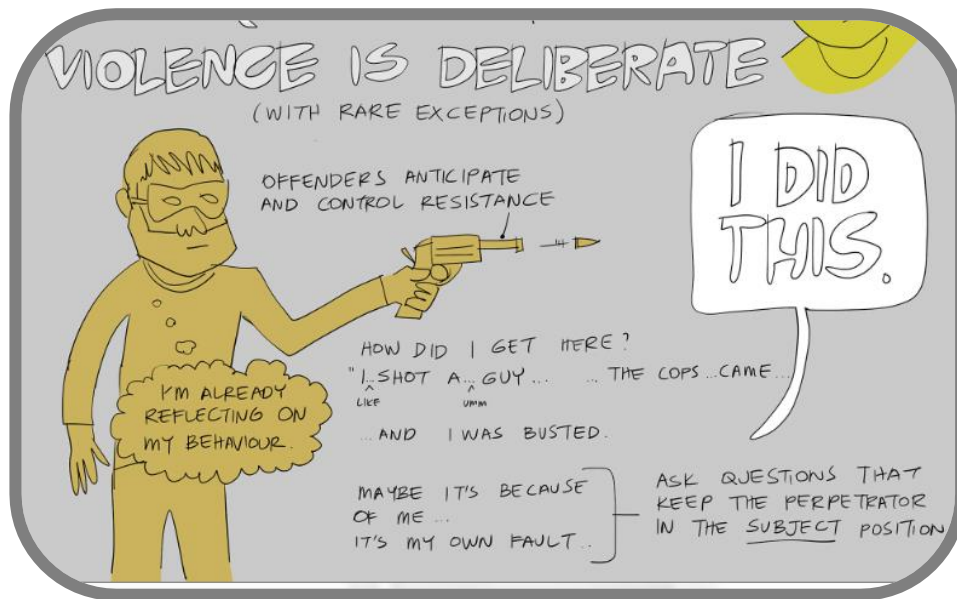 VIOLENCE IS DELIBERATE
(WITH RARE EXCEPTIONS)
OFFENDERS ANTICIPATE
AND CONTROL RESISTANCE
I DID
THIS.
HOW DID I GET HERE?
"I...SHOT A... GUY... ... THE COPS ...CAME...
^ LIKE ^ UMM
...AND I WAS BUSTED.
I'M ALREADY
REFLECTING ON
MY BEHAVIOUR.
MAYBE IT'S BECAUSE
OF ME...
IT'S MY OWN FAULT..
ASK QUESTIONS THAT
KEEP THE PERPETRATOR
IN THE SUBJECT POSITION